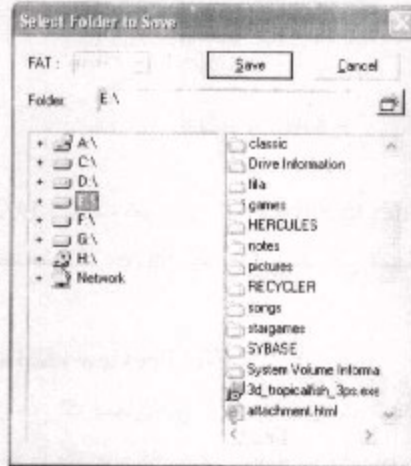 Select Folder to Save
FAT :
Save
Cancel
Folder
E:\
A:\
C:\
D:\
F:\
G:\
H:\
Network
classic
Drive Information
games
HERCULES
notes
pictures
RECYCLER
songs
stargames
SYBASE
System Volume Informa
3d_tropicalfish_3ps.exe
attachment.html